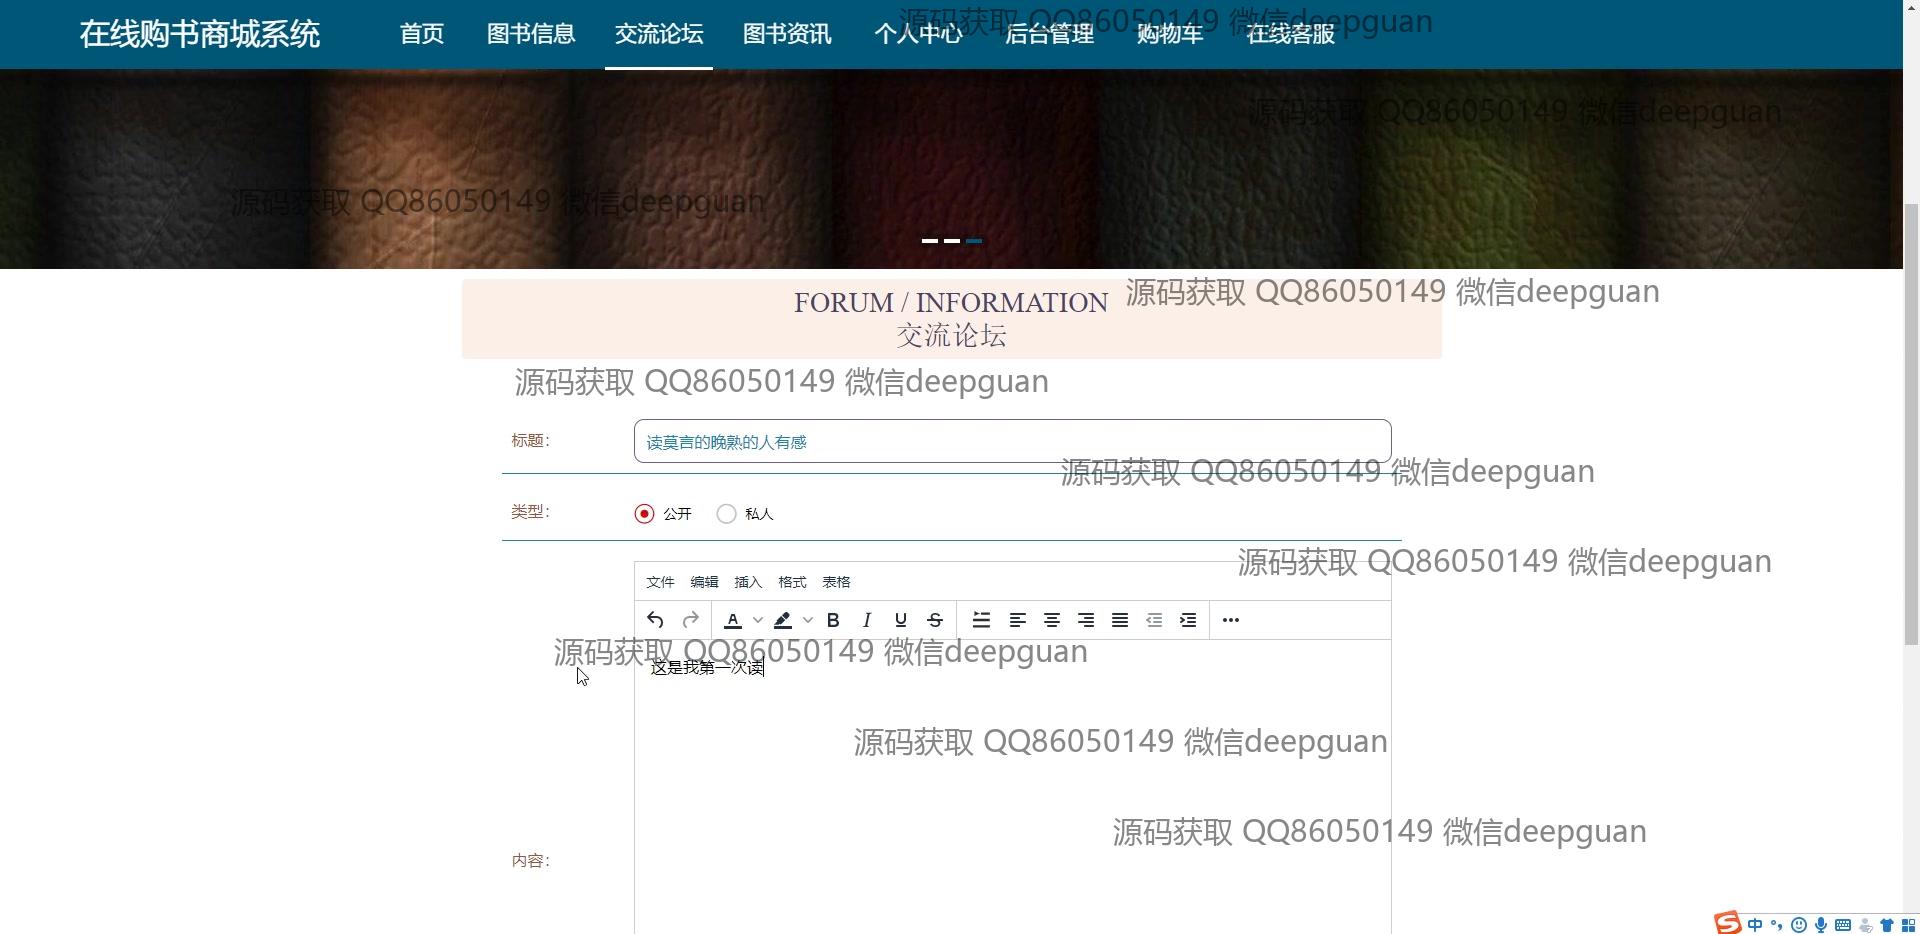 在线购书商城系统 首页 图书信息 交流论坛 图书资讯 个人中心 后台管理 购物车 在线客服
源码获取 QQ86050149 微信deepguan
源码获取 QQ86050149 微信deepguan
源码获取 QQ86050149 微信deepguan
FORUM / INFORMATION
源码获取 QQ86050149 微信deepguan
交流论坛
源码获取 QQ86050149 微信deepguan
标题:
读莫言的晚熟的人有感
源码获取 QQ86050149 微信deepguan
类型:
公开 私人
源码获取 QQ86050149 微信deepguan
文件 编辑 插入 格式 表格
源码获取 QQ86050149 微信deepguan
这是我第一次读
源码获取 QQ86050149 微信deepguan
源码获取 QQ86050149 微信deepguan
内容:
中